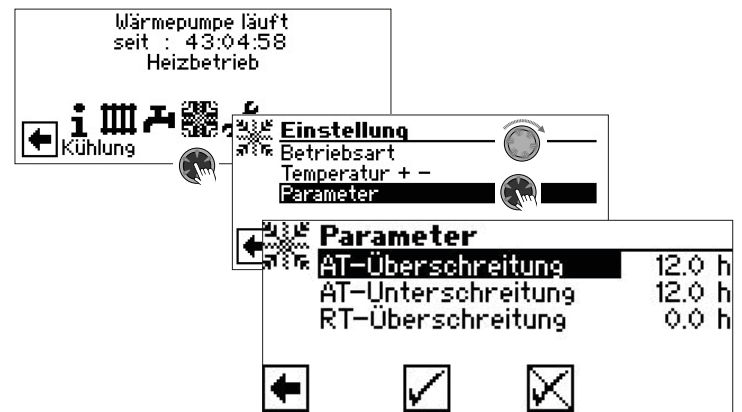 Wärmepumpe läuft
seit : 43:04:58
Heizbetrieb
Kühlung
Einstellung
Betriebsart
Temperatur + −
Parameter
Parameter
AT-Überschreitung 12.0 h
AT-Unterschreitung 12.0 h
RT-Überschreitung 0.0 h